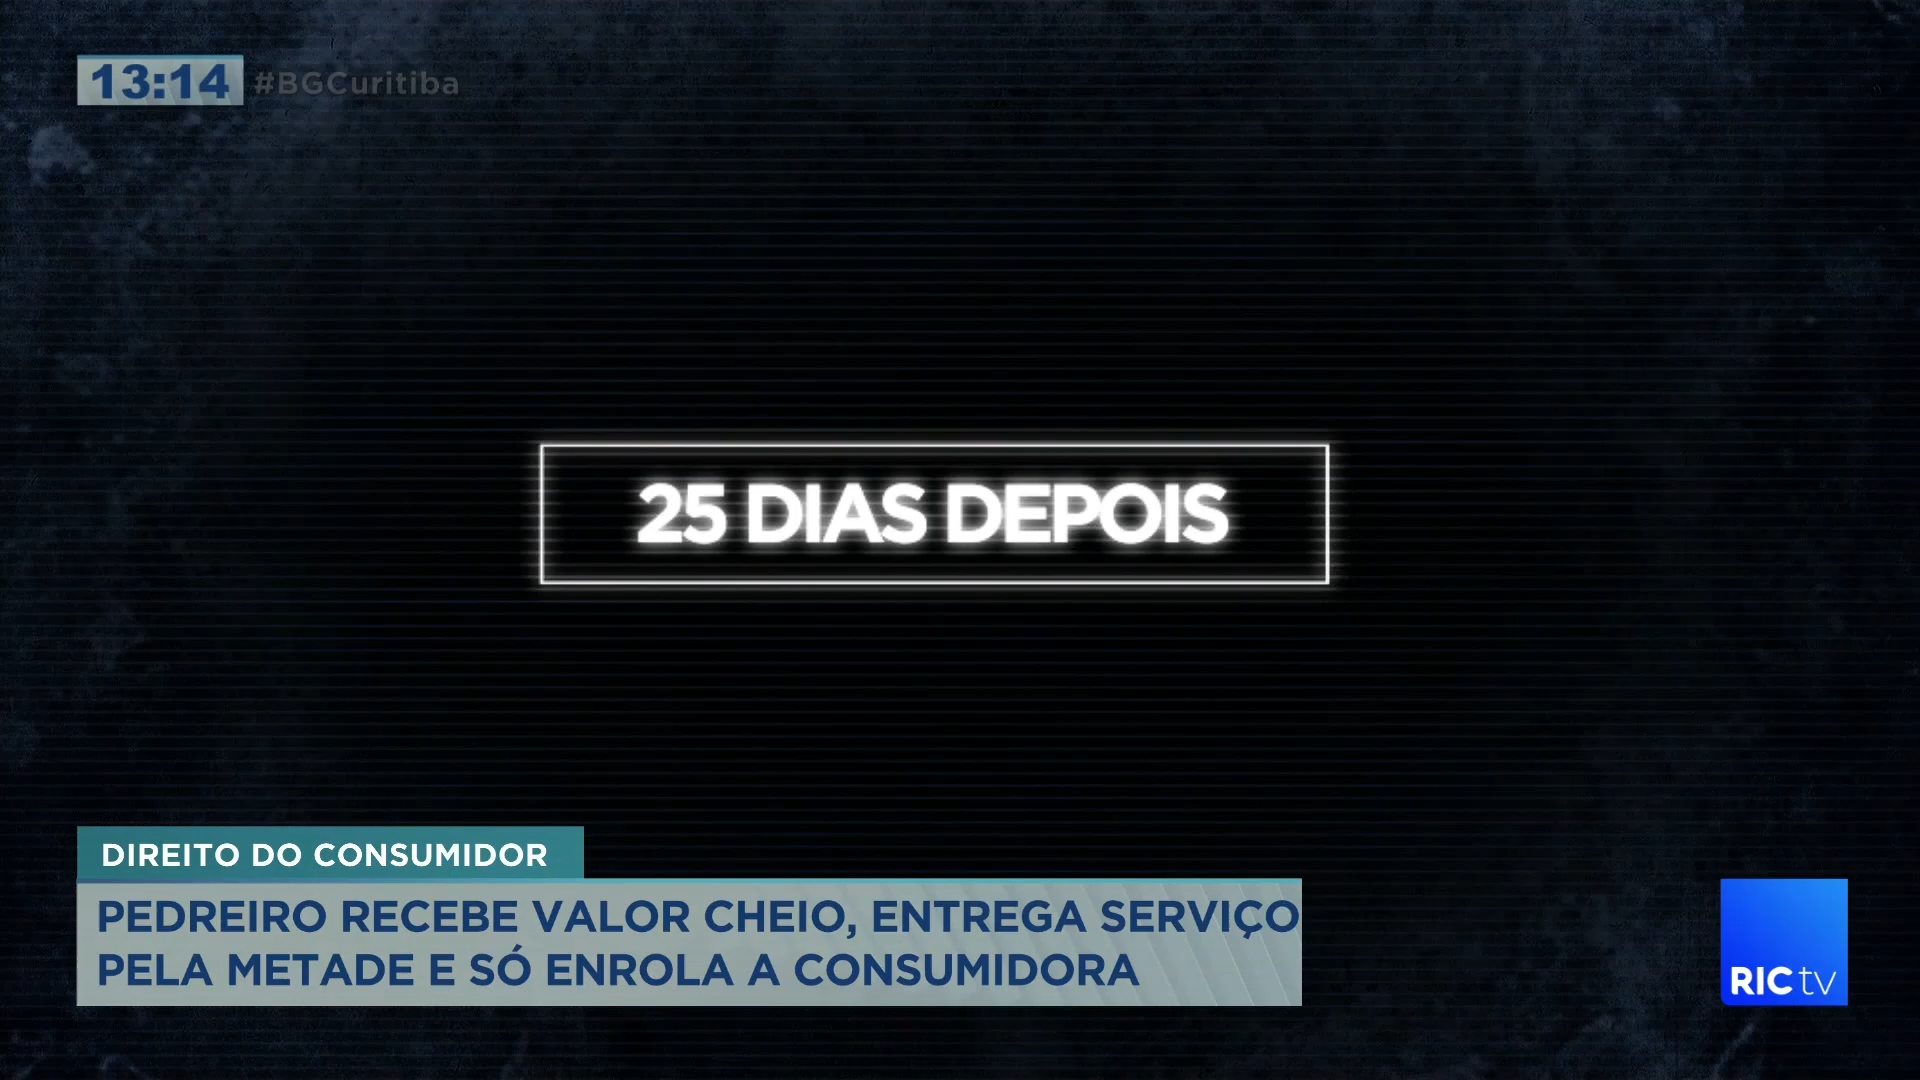 13:14 #BGCuritiba
25 DIAS DEPOIS
DIREITO DO CONSUMIDOR
PEDREIRO RECEBE VALOR CHEIO, ENTREGA SERVIÇO
PELA METADE E SÓ ENROLA A CONSUMIDORA
RIC tv